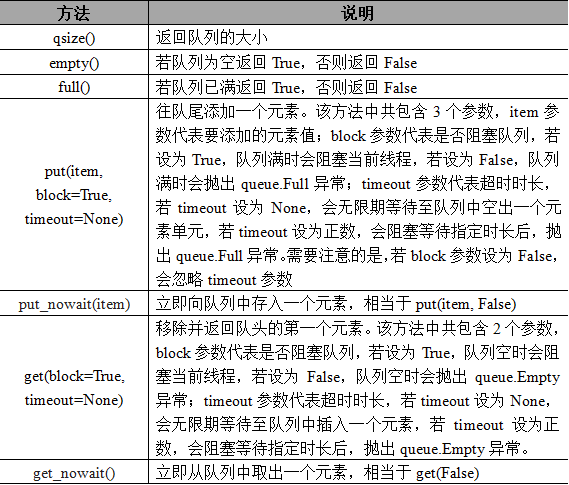 方法 说明
qsize() 返回队列的大小
empty() 若队列为空返回 True，否则返回 False
full() 若队列已满返回 True，否则返回 False
put(item,
block=True,
timeout=None)
往队尾添加一个元素。该方法中共包含 3 个参数，item 参
数代表要添加的元素值；block 参数代表是否阻塞队列，若
设为 True，队列满时会阻塞当前线程，若设为 False，队列
满时会抛出 queue.Full 异常；timeout 参数代表超时时长，
若 timeout 设为 None，会无限期等待至队列中空出一个元
素单元，若 timeout 设为正数，会阻塞等待指定时长后，抛
出 queue.Full 异常。需要注意的是，若 block 参数设为 False，
会忽略 timeout 参数
put_nowait(item) 立即向队列中存入一个元素，相当于 put(item, False)
get(block=True,
timeout=None)
移除并返回队头的第一个元素。该方法中共包含 2 个参数，
block 参数代表是否阻塞队列，若设为 True，队列空时会阻
塞当前线程，若设为 False，队列空时会抛出 queue.Empty
异常；timeout 参数代表超时时长，若 timeout 设为 None，
会无限期等待至队列中插入一个元素，若 timeout 设为正
数，会阻塞等待指定时长后，抛出 queue.Empty 异常。
get_nowait() 立即从队列中取出一个元素，相当于 get(False)